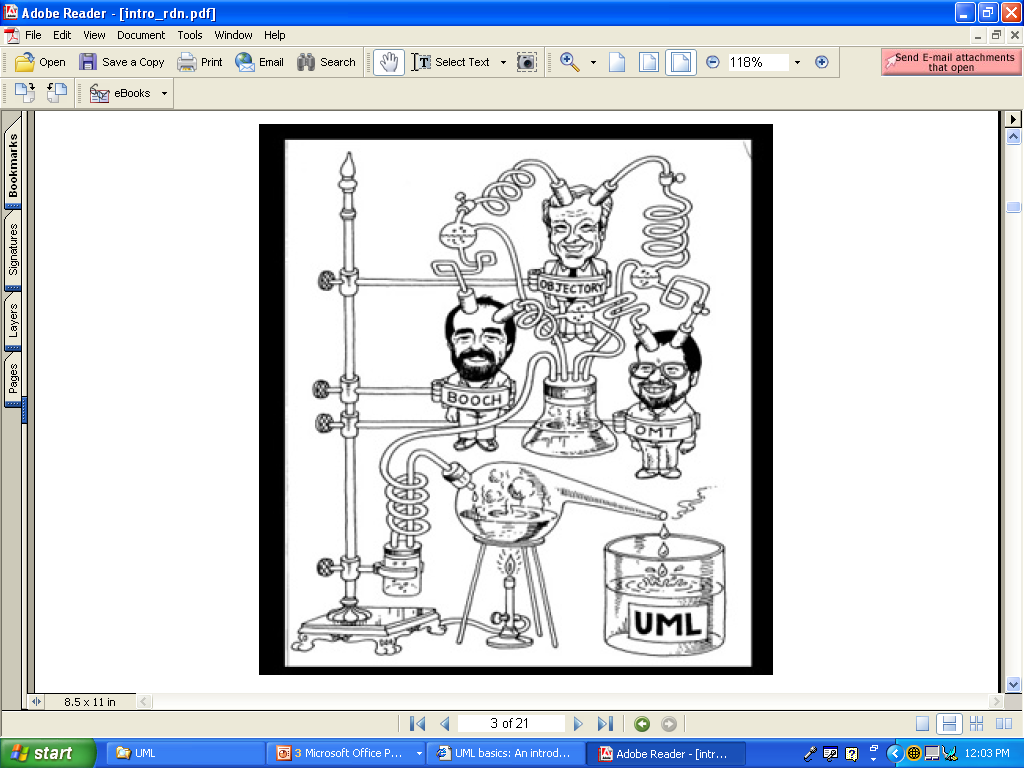 Adobe Reader - [intro_rdn.pdf]
File Edit View Document Tools Window Help
Open Save a Copy Print Email Search Select Text 118% Send E-mail attachments
that open
eBooks
Bookmarks
Signatures
Layers
Pages
OBJECTORY
BOOCH
OMT
UML
8.5 x 11 in
3 of 21
start UML 3 Microsoft Office P... UML basics: An introd... Adobe Reader - [intr... 12:03 PM